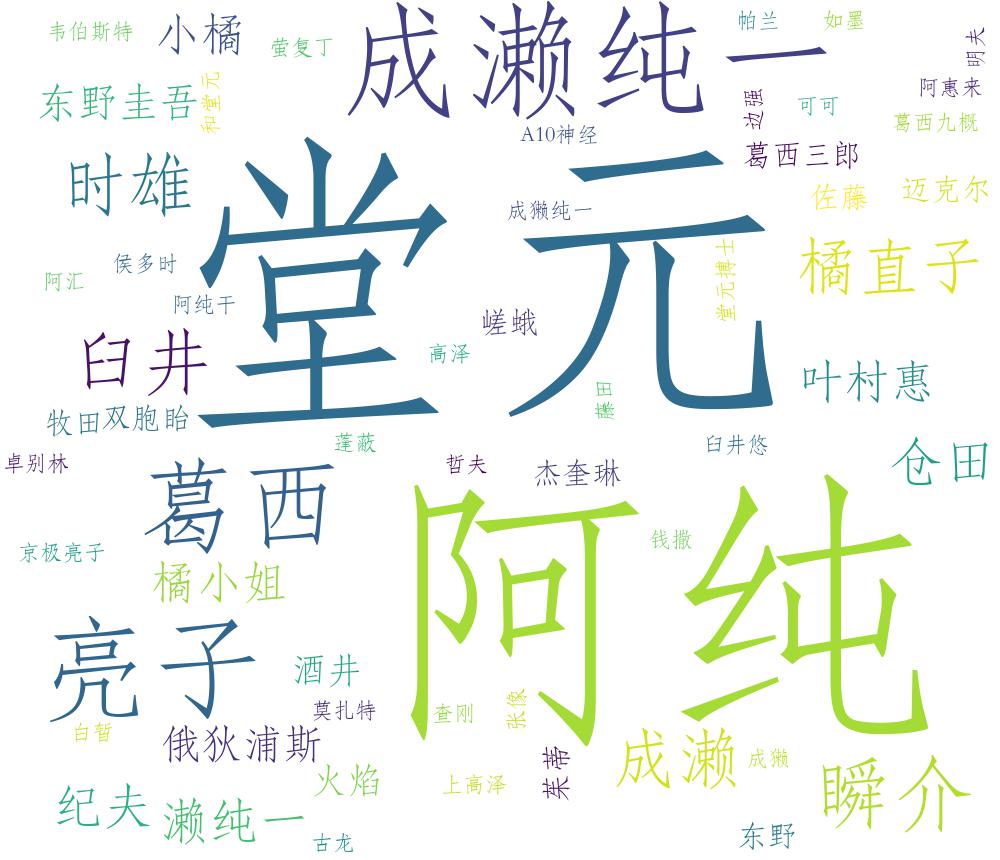 韦伯斯特
小橘
萤复丁
成濑纯一
帕兰
如墨
明夫
东野圭吾
和堂元
边强
可可
阿惠来
葛西九概
A10神经
葛西三郎
时雄
堂元
成獭纯一
佐藤
迈克尔
阿汇
侯多时
阿纯干
嵯蛾
堂元搏士
橘直子
臼井
高泽
叶村惠
牧田双胞胎
藤田
卓别林
蓬蔽
哲夫
杰奎琳
臼井悠
仓田
葛西
阿纯
钱撒
京极亮子
橘小姐
亮子
酒井
莫扎特
查刚
张像
白暂
俄狄浦斯
火焰
上高泽
芙蒂
成濑
成獭
瞬介
纪夫
濑纯一
古龙
东野